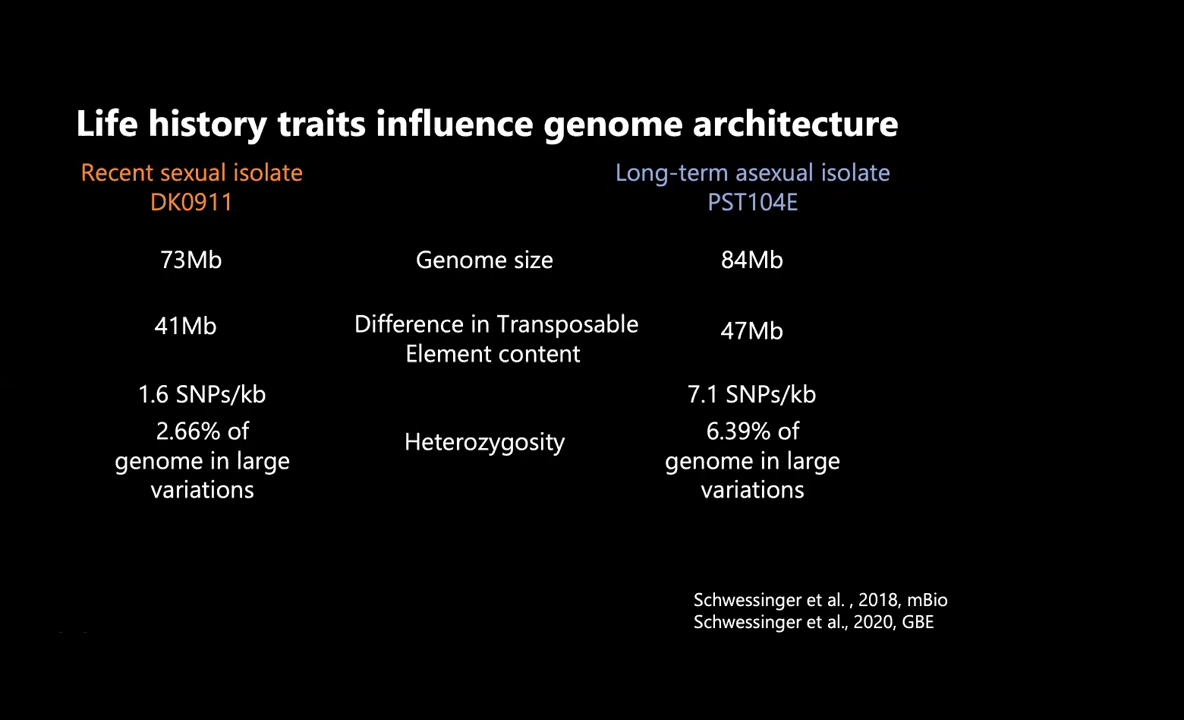 Life history traits influence genome architecture
Recent sexual isolate
DK0911
Long-term asexual isolate
PST104E
73Mb
Genome size
84Mb
41Mb
Difference in Transposable
Element content
47Mb
1.6 SNPs/kb
2.66% of
genome in large
variations
Heterozygosity
7.1 SNPs/kb
6.39% of
genome in large
variations
Schwessinger et al. , 2018, mBio
Schwessinger et al., 2020, GBE